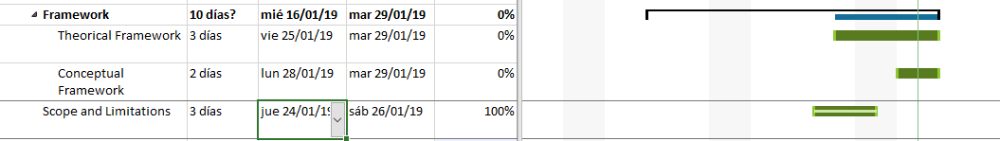 Framework 10 días? mié 16/01/19 mar 29/01/19 0%
Theorical Framework 3 días vie 25/01/19 mar 29/01/19 0%
Conceptual 2 días lun 28/01/19 mar 29/01/19 0%
Framework
Scope and Limitations 3 días jue 24/01/19 sáb 26/01/19 100%